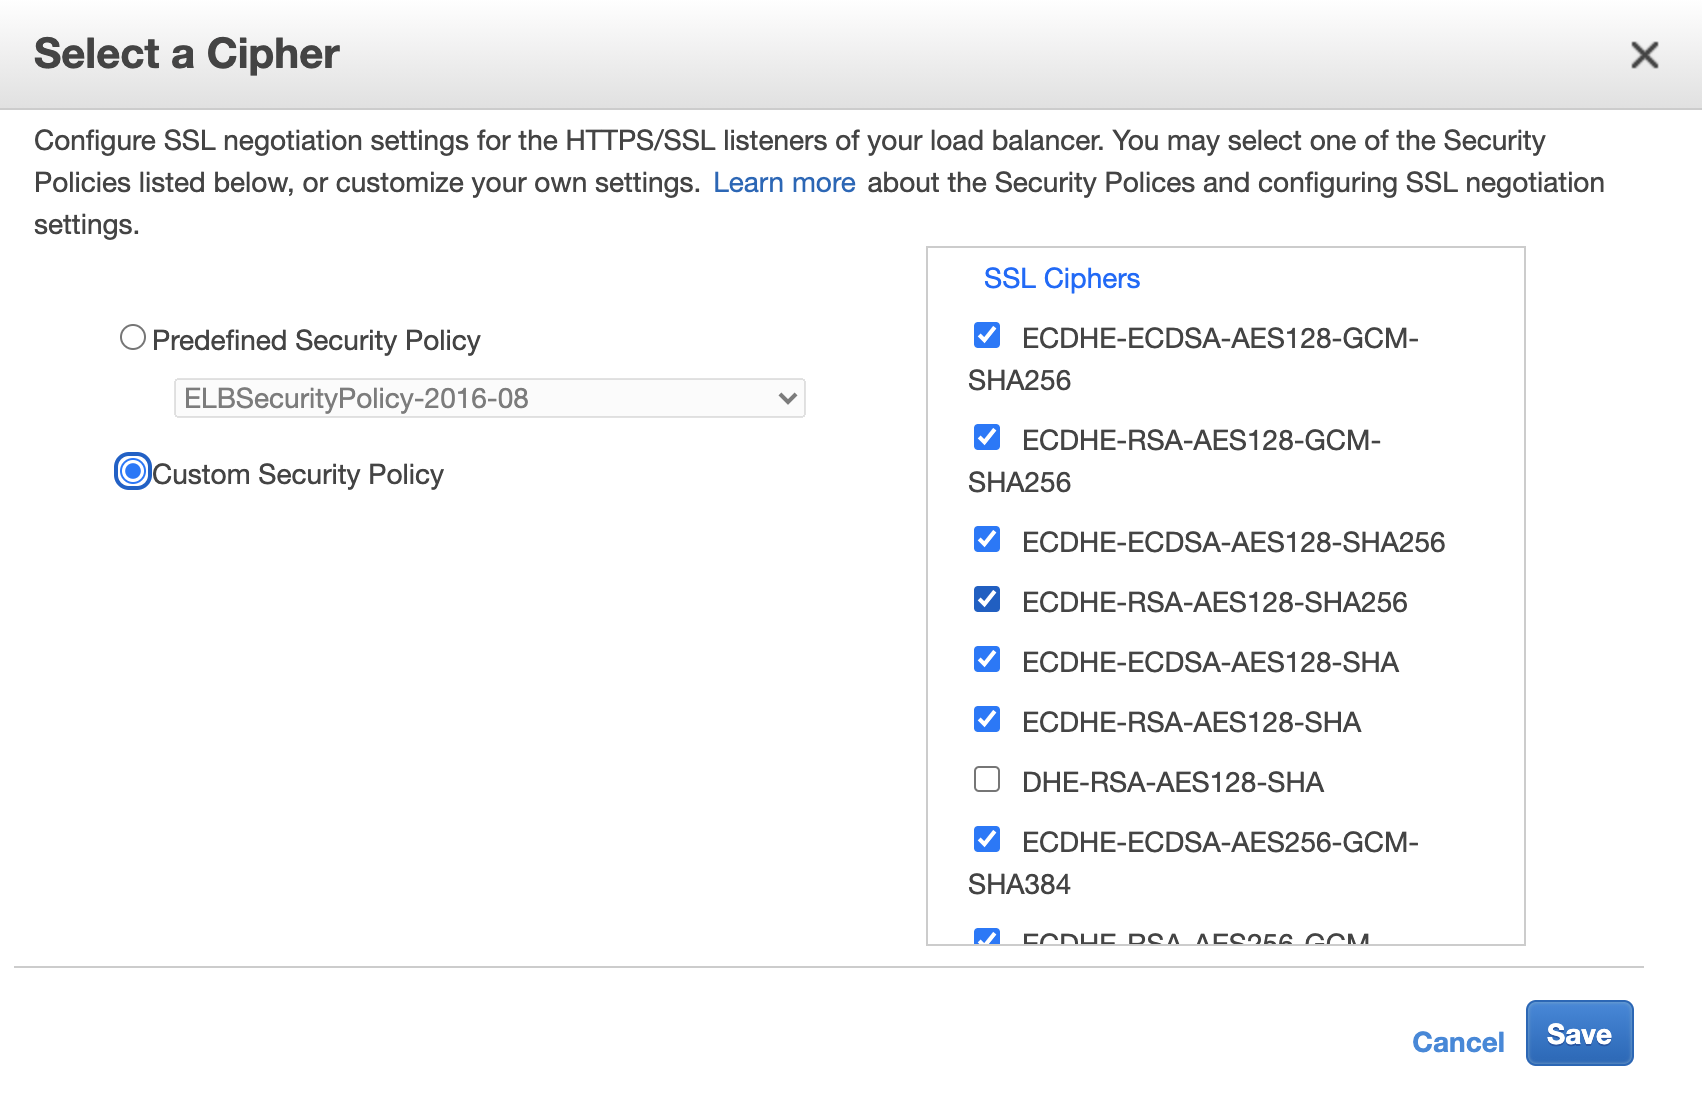 Select a Cipher
Configure SSL negotiation settings for the HTTPS/SSL listeners of your load balancer. You may select one of the Security
Policies listed below, or customize your own settings. Learn more about the Security Polices and configuring SSL negotiation
settings.
Predefined Security Policy
ELBSecurityPolicy-2016-08
Custom Security Policy
SSL Ciphers
ECDHE-ECDSA-AES128-GCM-
SHA256
ECDHE-RSA-AES128-GCM-
SHA256
ECDHE-ECDSA-AES128-SHA256
ECDHE-RSA-AES128-SHA256
ECDHE-ECDSA-AES128-SHA
ECDHE-RSA-AES128-SHA
DHE-RSA-AES128-SHA
ECDHE-ECDSA-AES256-GCM-
SHA384
ECDHE-RSA-AES256-GCM-
Cancel
Save